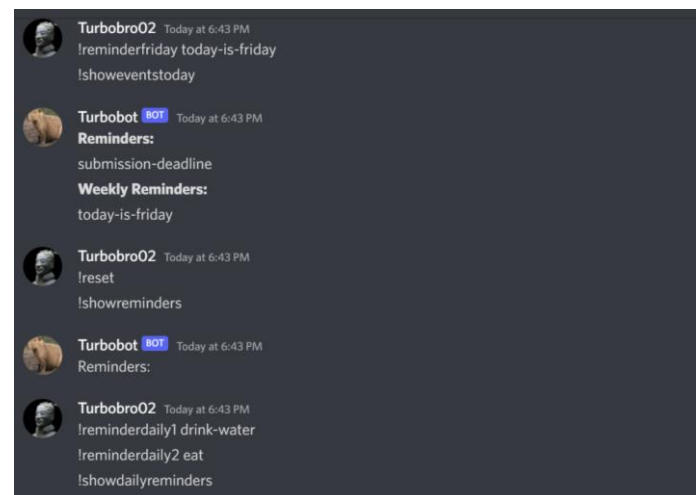 Turbobro02 Today at 6:43 PM
!reminderfriday today-is-friday
!showeventstoday
Turbobot BOT Today at 6:43 PM
Reminders:
submission-deadline
Weekly Reminders:
today-is-friday
Turbobro02 Today at 6:43 PM
!reset
!showreminders
Turbobot BOT Today at 6:43 PM
Reminders:
Turbobro02 Today at 6:43 PM
!reminderdaily1 drink-water
!reminderdaily2 eat
!showdailyreminders